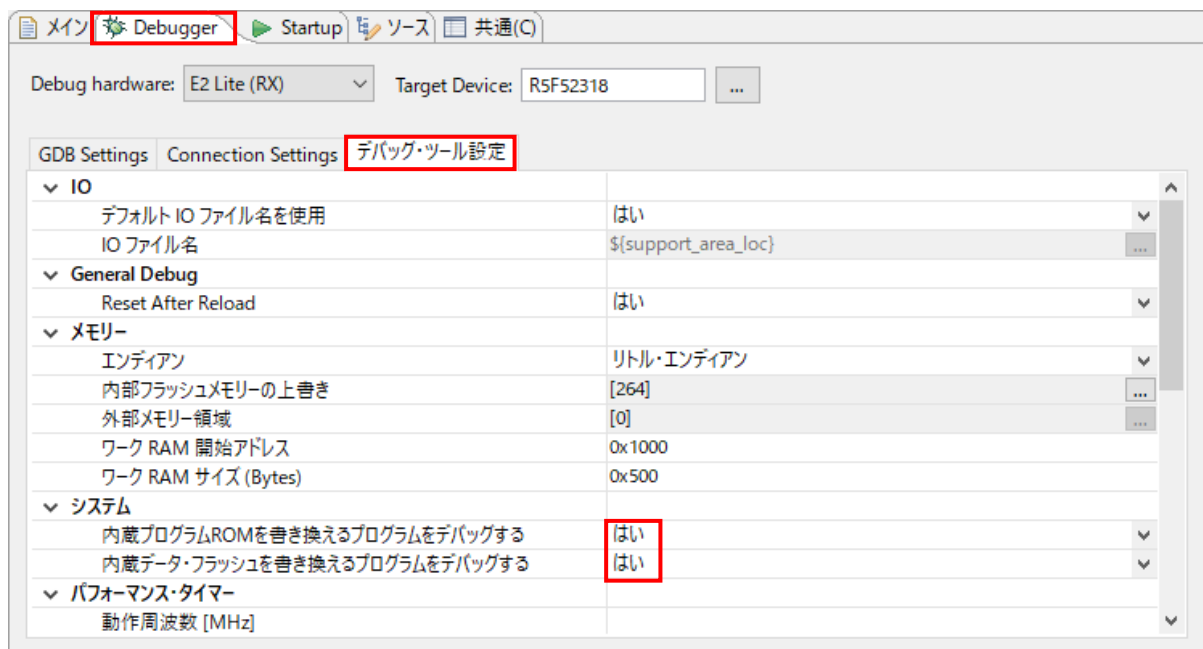 メイン Debugger Startup ソース 共通(C)
Debug hardware: E2 Lite (RX) Target Device: R5F52318 ...
GDB Settings Connection Settings デバッグ・ツール設定
IO
デフォルト IO ファイル名を使用 はい
IO ファイル名 ${support_area_loc} ...
General Debug
Reset After Reload はい
メモリー
エンディアン リトル・エンディアン
内部フラッシュメモリーの上書き [264] ...
外部メモリー領域 [0] ...
ワーク RAM 開始アドレス 0x1000
ワーク RAM サイズ (Bytes) 0x500
システム
内蔵プログラムROMを書き換えるプログラムをデバッグする はい
内蔵データ・フラッシュを書き換えるプログラムをデバッグする はい
パフォーマンス・タイマー
動作周波数 [MHz]